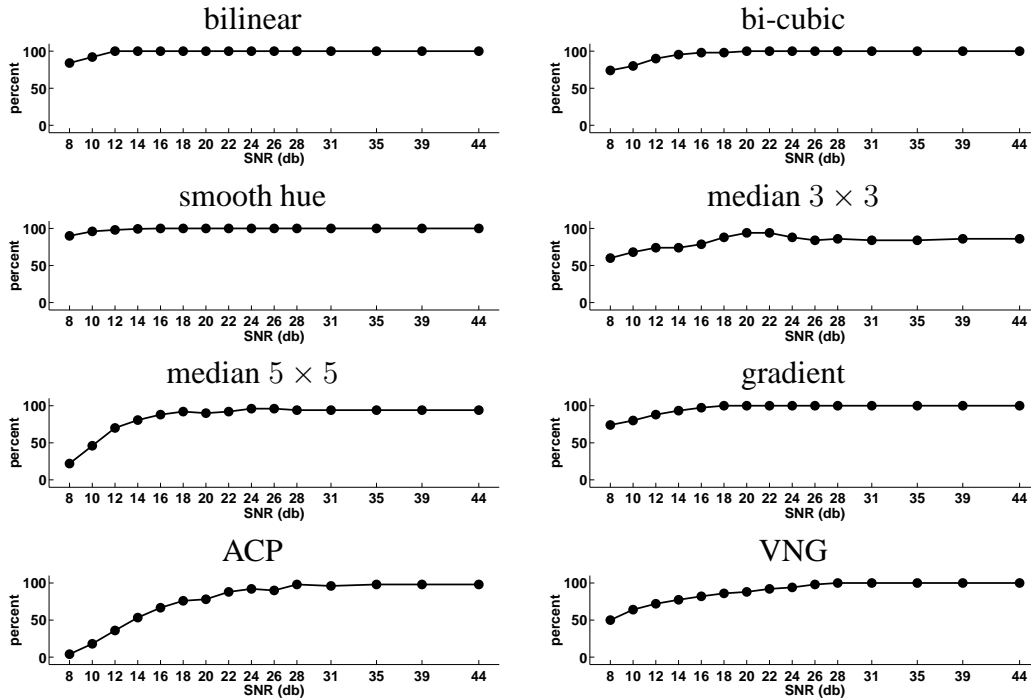 bilinear
100
50
0
percent
8 10 12 14 16 18 20 22 24 26 28 31 35 39 44
SNR (db)
bi-cubic
100
50
0
percent
8 10 12 14 16 18 20 22 24 26 28 31 35 39 44
SNR (db)
smooth hue
100
50
0
percent
8 10 12 14 16 18 20 22 24 26 28 31 35 39 44
SNR (db)
median 3 × 3
100
50
0
percent
8 10 12 14 16 18 20 22 24 26 28 31 35 39 44
SNR (db)
median 5 × 5
100
50
0
percent
8 10 12 14 16 18 20 22 24 26 28 31 35 39 44
SNR (db)
gradient
100
50
0
percent
8 10 12 14 16 18 20 22 24 26 28 31 35 39 44
SNR (db)
ACP
100
50
0
percent
8 10 12 14 16 18 20 22 24 26 28 31 35 39 44
SNR (db)
VNG
100
50
0
percent
8 10 12 14 16 18 20 22 24 26 28 31 35 39 44
SNR (db)